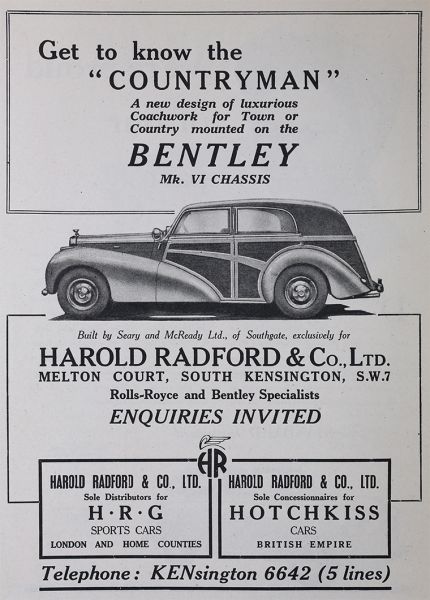 Get to know the
"COUNTRYMAN"
A new design of luxurious
Coachwork for Town or
Country mounted on the
BENTLEY
Mk. VI CHASSIS
Built by Seary and McReady Ltd., of Southgate, exclusively for
HAROLD RADFORD & Co., LTD.
MELTON COURT, SOUTH KENSINGTON, S.W.7
Rolls-Royce and Bentley Specialists
ENQUIRIES INVITED
HR
HAROLD RADFORD & CO., LTD.
Sole Distributors for
H·R·G
SPORTS CARS
LONDON AND HOME COUNTIES
HAROLD RADFORD & CO., LTD.
Sole Concessionaires for
HOTCHKISS
CARS
BRITISH EMPIRE
Telephone: KENsington 6642 (5 lines)